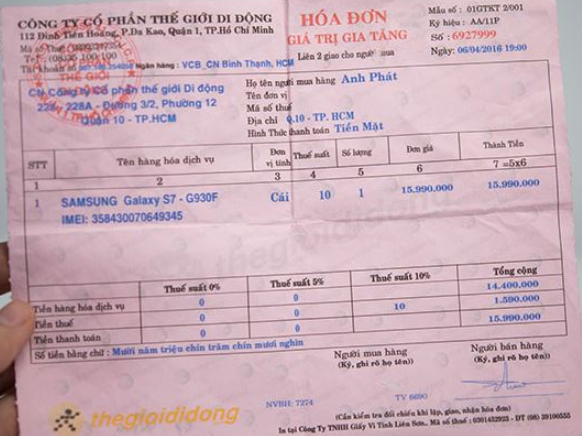 CÔNG TY CỔ PHẦN THẾ GIỚI DI ĐỘNG
112 Đinh Tiên Hoàng, P.Đa Kao, Quận 1, TP.Hồ Chí Minh
Mã số Thuế:
Tel : (08)35.100.100
Tài khoản số Ngân hàng : VCB_CN Bình Thạnh, HCM
THẾ GIỚI
HÓA ĐƠN
GIÁ TRỊ GIA TĂNG
Liên 2 giao cho người mua
Mẫu số : 01GTKT 2/001
Ký hiệu : AA/11P
Số : 6927999
Ngày: 06/04/2016 19:00
CN Công ty Cổ phần thế giới Di động
228, 228A - Đường 3/2, Phường 12
Quận 10 - TP.HCM
Họ tên người mua hàng Anh Phát
Tên đơn vị
Mã số thuế
Địa chỉ Q.10 - TP. HCM
Hình Thức thanh toán Tiền Mặt
STT Tên hàng hóa dịch vụ Đơn vị tính Thuế suất Số lượng Đơn giá Thành Tiền
1 2 3 4 5 6 7 =5x6
1 SAMSUNG Galaxy S7 - G930F Cái 10 1 15.990.000 15.990.000
IMEI: 358430070649345
thegioididong
Thuế suất 0% Thuế suất 5% Thuế suất 10% Tổng cộng
Tiền hàng hóa dịch vụ 0 0 14.400.000
Tiền thuế 0 0 10 1.590.000
Tiền thanh toán 0 0 15.990.000
Số tiền bằng chữ : Mười năm triệu chín trăm chín mươi nghìn
Người mua hàng
(Ký, ghi rõ họ tên)
Người bán hàng
(Ký, ghi rõ họ tên)
NVBH: 7274 TV 6690
thegioididong
(Cần kiểm tra đối chiếu khi lập, giao, nhận hóa đơn)
In tại Công Ty TNHH Giấy Vi Tính Liên Sơn.. Mã số thuế : 0301452923 - ĐT (08) 39100555